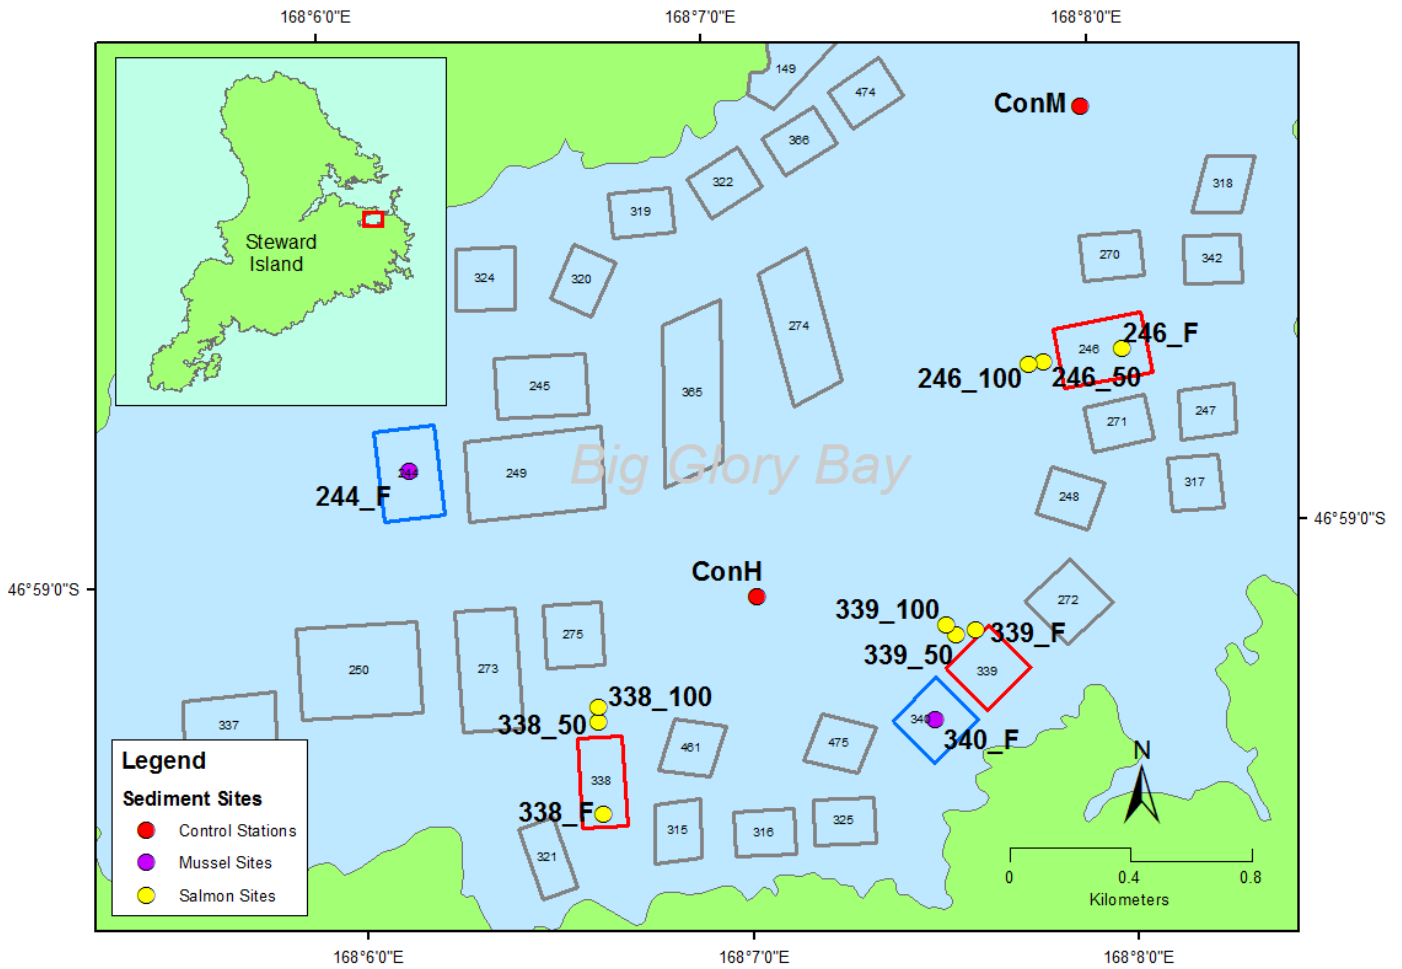 168°6'0"E
168°7'0"E
168°8'0"E
149
474
ConM
366
322
318
319
Steward
Island
270
342
324
320
274
246_F
246
246_100
246_50
245
365
271
247
Big Glory Bay
244
249
244_F
317
248
46°59'0"S
ConH
46°59'0"S
272
339_100
339_F
275
339_50
250
273
339
338_100
337
338_50
340
461
475
340_F
N
Legend
338
Sediment Sites
338_F
Control Stations
315
316
325
Mussel Sites
321
0
0.4
0.8
Salmon Sites
Kilometers
168°6'0"E
168°7'0"E
168°8'0"E